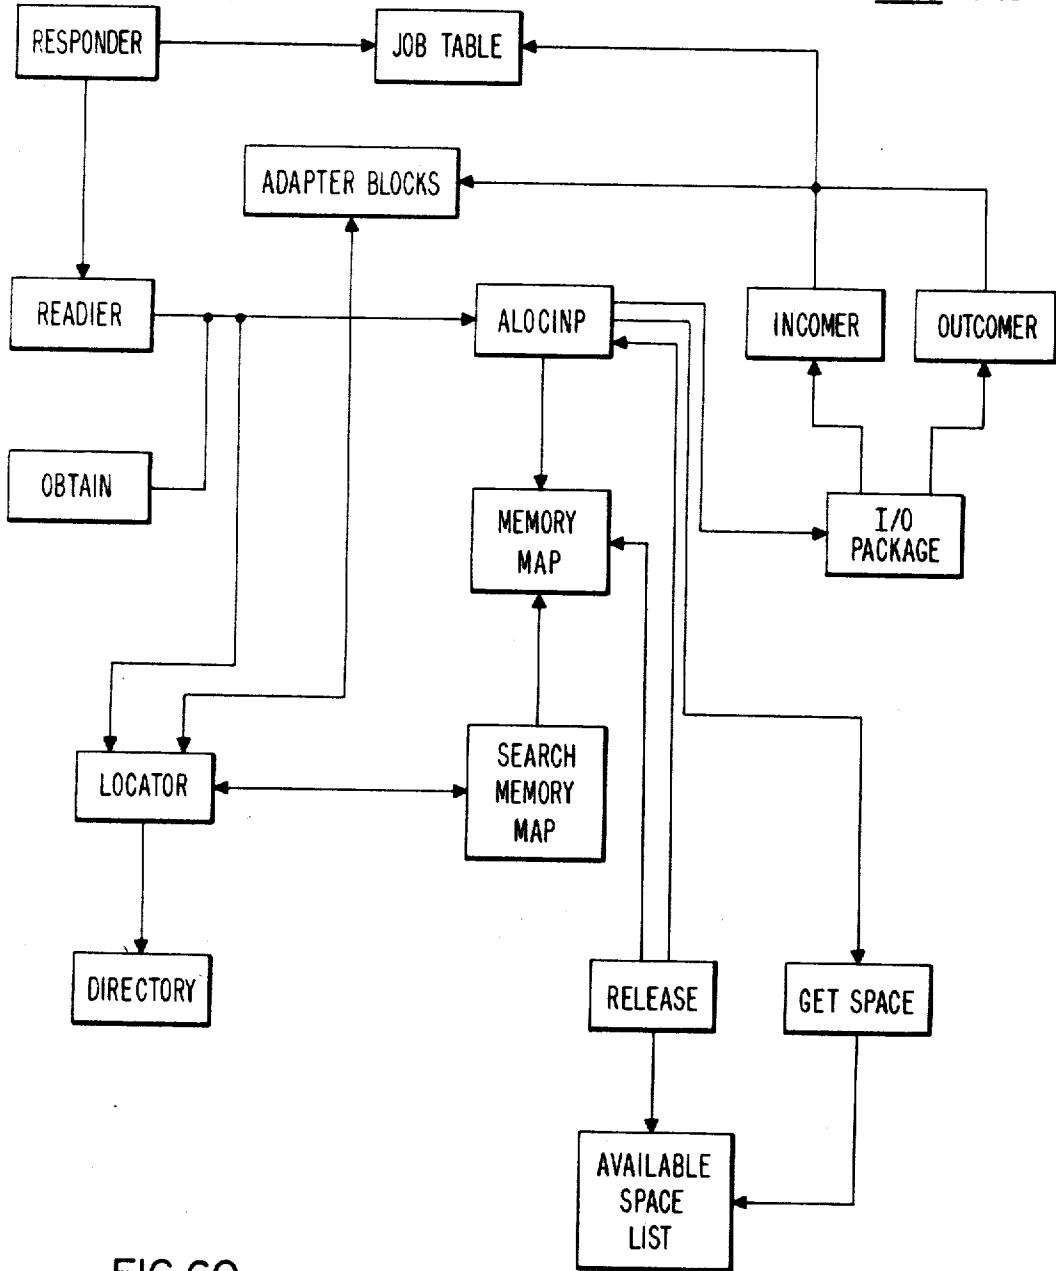 RESPONDER
JOB TABLE
ADAPTER BLOCKS
READIER
ALOCINP
INCOMER
OUTCOMER
OBTAIN
MEMORY
MAP
I/O
PACKAGE
LOCATOR
SEARCH
MEMORY
MAP
DIRECTORY
RELEASE
GET SPACE
AVAILABLE
SPACE
LIST